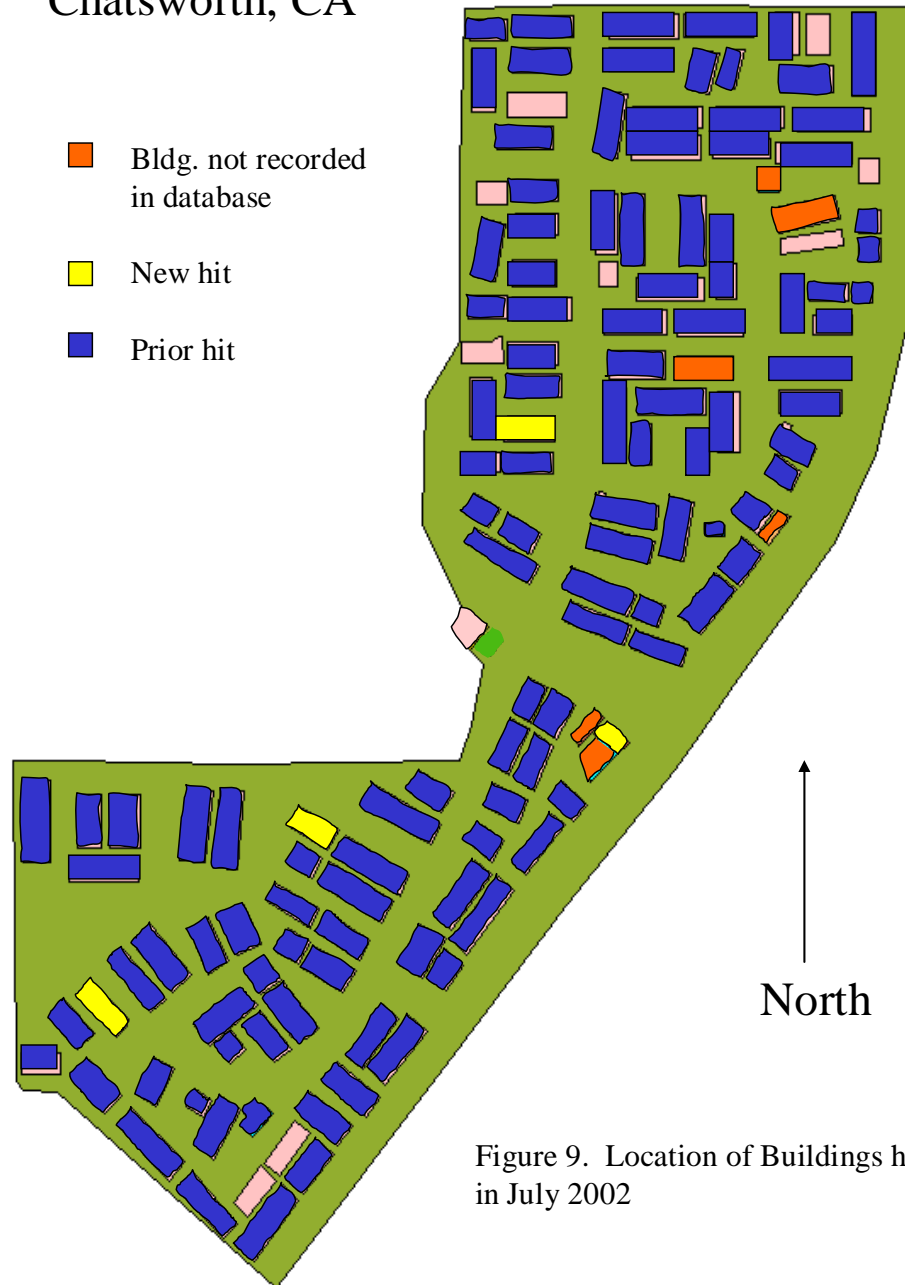 Chatsworth, CA
Bldg. not recorded
in database
New hit
Prior hit
North
Figure 9. Location of Buildings h
in July 2002